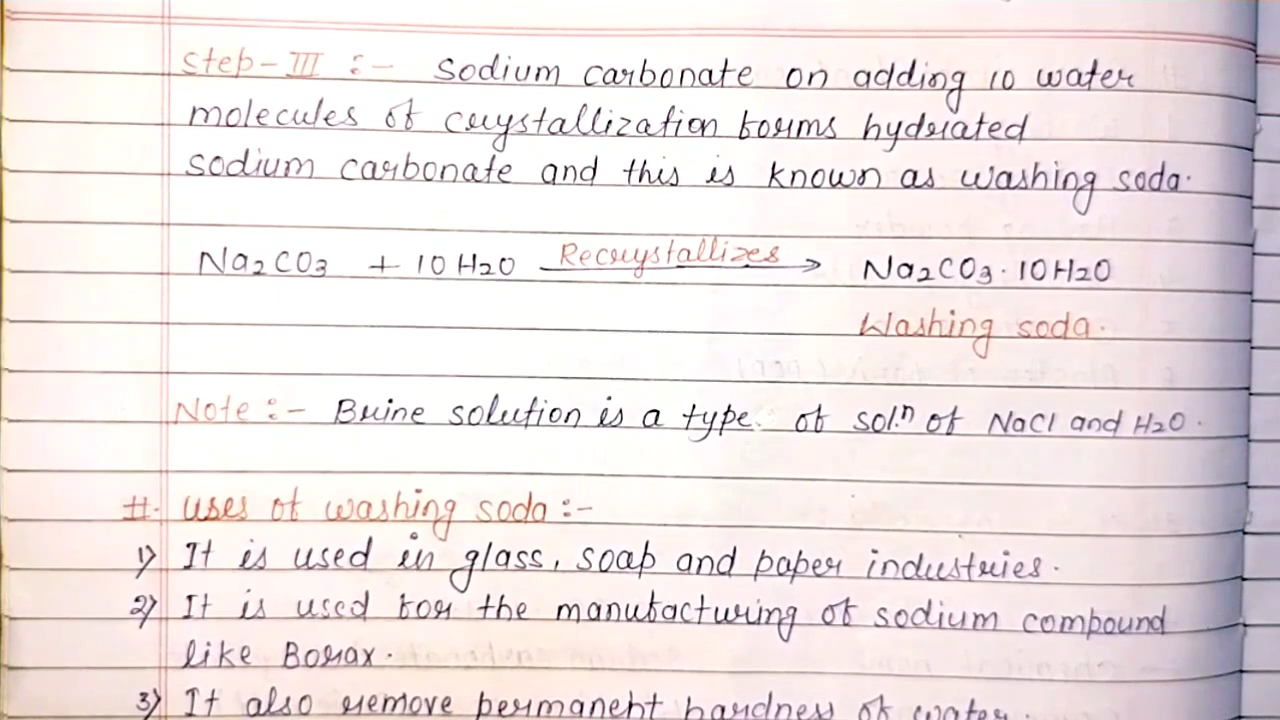 Step-III :- Sodium carbonate on adding 10 water
molecules of crystallization forms hydrated
sodium carbonate and this is known as washing soda.
Na2CO3 + 10H2O Recrystallizes → Na2CO3·10H2O
Washing soda.
Note :- Brine solution is a type of sol.n of NaCl and H2O.
#. Uses of washing soda :-
1) It is used in glass, soap and paper industries.
2) It is used for the manufacturing of sodium compound
like Borax.
3) It also remove permanent hardness of water.